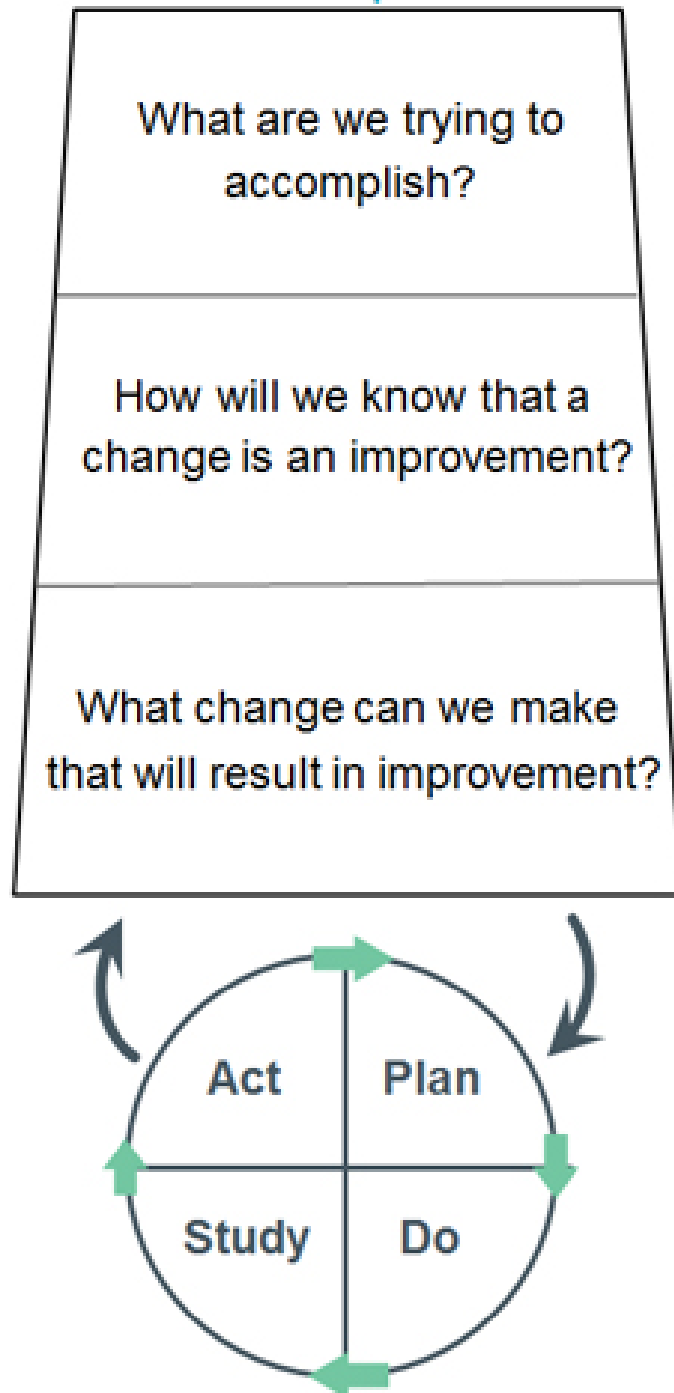 What are we trying to
accomplish?
How will we know that a
change is an improvement?
What change can we make
that will result in improvement?
Act
Plan
Study
Do